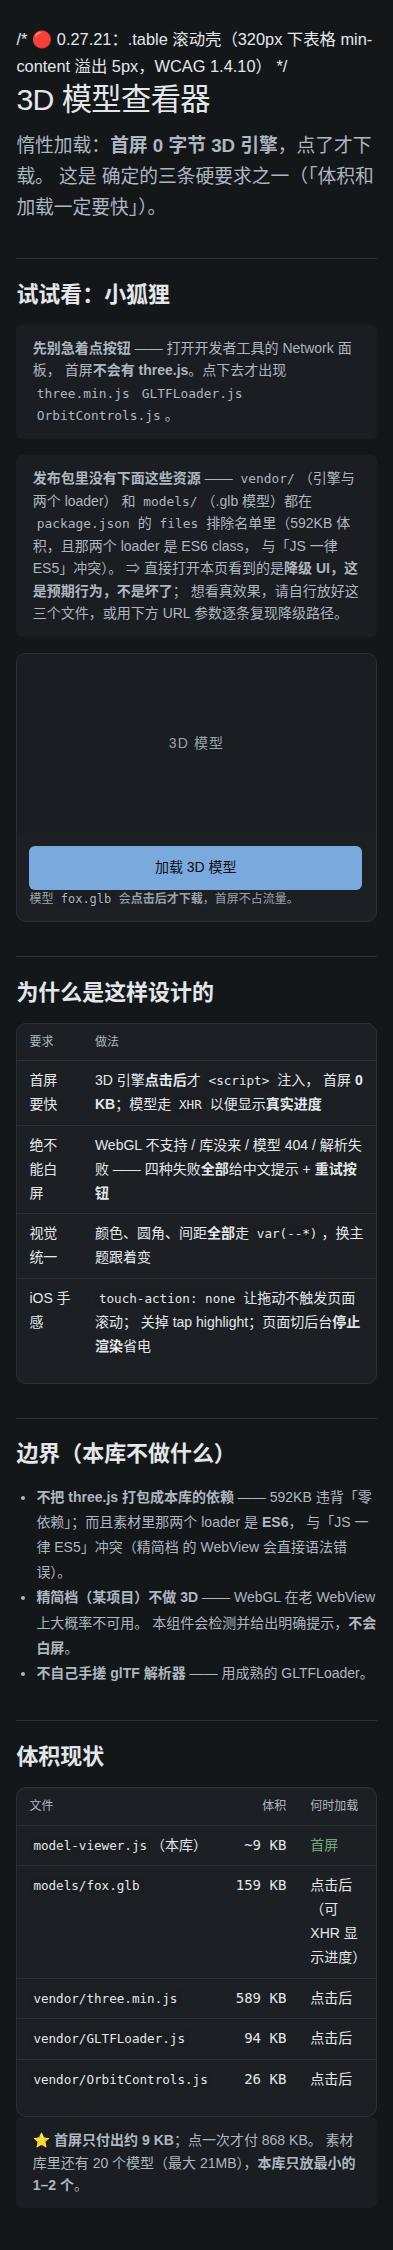 /* 🔴 0.27.21：.table 滚动壳（320px 下表格 min-
content 溢出 5px，WCAG 1.4.10） */
3D 模型查看器
惰性加载：首屏 0 字节 3D 引擎，点了才下
载。 这是 确定的三条硬要求之一（「体积和
加载一定要快」）。
试试看：小狐狸
先别急着点按钮 —— 打开开发者工具的 Network 面
板， 首屏不会有 three.js。点下去才出现
three.min.js GLTFLoader.js
OrbitControls.js 。
发布包里没有下面这些资源 —— vendor/ （引擎与
两个 loader） 和 models/ （.glb 模型）都在
package.json 的 files 排除名单里（592KB 体
积，且那两个 loader 是 ES6 class， 与「JS 一律
ES5」冲突）。 ⇒ 直接打开本页看到的是降级 UI，这
是预期行为，不是坏了； 想看真效果，请自行放好这
三个文件，或用下方 URL 参数逐条复现降级路径。
3D 模型
加载 3D 模型
模型 fox.glb 会点击后才下载，首屏不占流量。
为什么是这样设计的
要求 做法
首屏 3D 引擎点击后才 <script> 注入， 首屏 0
要快 KB；模型走 XHR 以便显示真实进度
绝不 WebGL 不支持 / 库没来 / 模型 404 / 解析失
能白 败 —— 四种失败全部给中文提示 + 重试按
屏 钮
视觉 颜色、圆角、间距全部走 var(--*) ，换主
统一 题跟着变
iOS 手 touch-action: none 让拖动不触发页面
感 滚动； 关掉 tap highlight；页面切后台停止
渲染省电
边界（本库不做什么）
• 不把 three.js 打包成本库的依赖 —— 592KB 违背「零
依赖」；而且素材里那两个 loader 是 ES6， 与「JS 一
律 ES5」冲突（精简档 的 WebView 会直接语法错
误）。
• 精简档（某项目）不做 3D —— WebGL 在老 WebView
上大概率不可用。 本组件会检测并给出明确提示，不会
白屏。
• 不自己手搓 glTF 解析器 —— 用成熟的 GLTFLoader。
体积现状
文件 体积 何时加载
model-viewer.js （本库） ~9 KB 首屏
models/fox.glb 159 KB 点击后
（可
XHR 显
示进度）
vendor/three.min.js 589 KB 点击后
vendor/GLTFLoader.js 94 KB 点击后
vendor/OrbitControls.js 26 KB 点击后
⭐ 首屏只付出约 9 KB；点一次才付 868 KB。 素材
库里还有 20 个模型（最大 21MB），本库只放最小的
1–2 个。